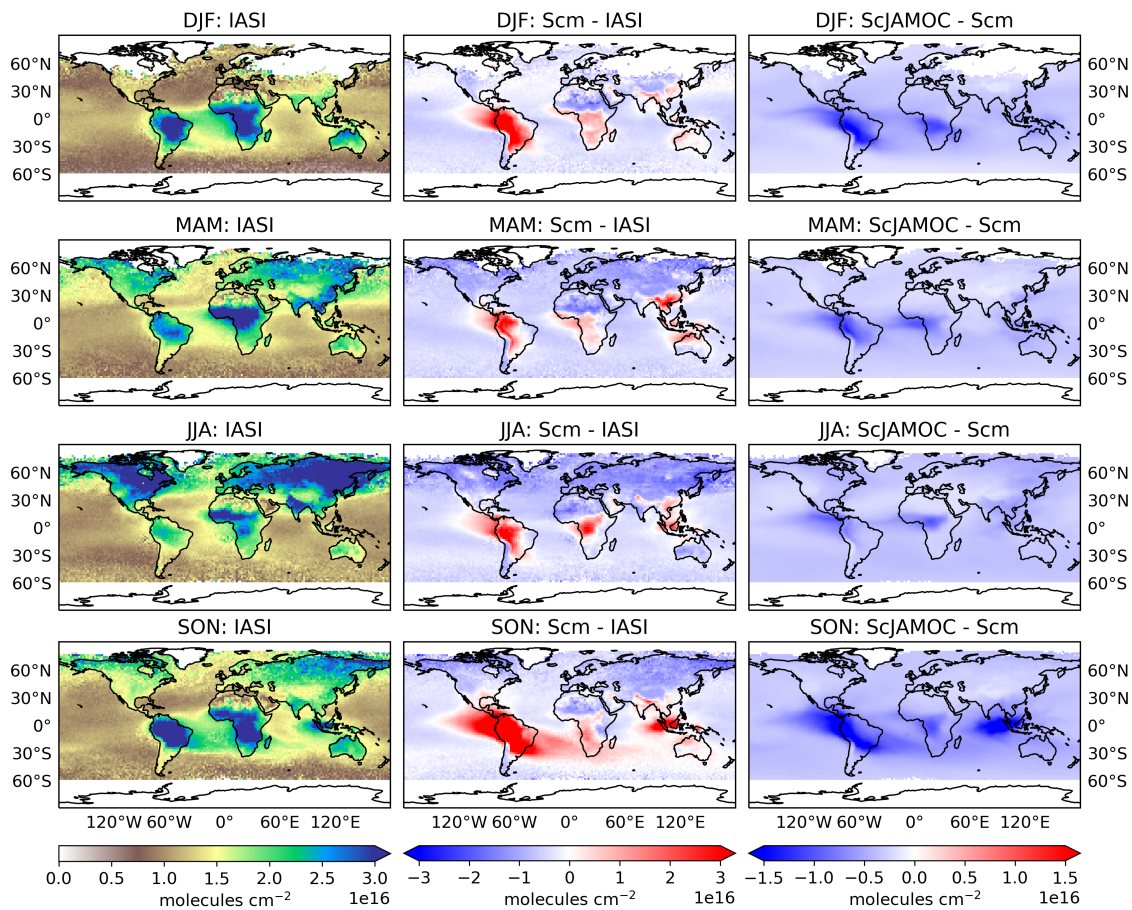 DJF: IASI DJF: Scm - IASI DJF: ScJAMOC - Scm
60°N 60°N
30°N 30°N
0° 0°
30°S 30°S
60°S 60°S
MAM: IASI MAM: Scm - IASI MAM: ScJAMOC - Scm
60°N 60°N
30°N 30°N
0° 0°
30°S 30°S
60°S 60°S
JJA: IASI JJA: Scm - IASI JJA: ScJAMOC - Scm
60°N 60°N
30°N 30°N
0° 0°
30°S 30°S
60°S 60°S
SON: IASI SON: Scm - IASI SON: ScJAMOC - Scm
60°N 60°N
30°N 30°N
0° 0°
30°S 30°S
60°S 60°S
120°W 60°W 0° 60°E 120°E 120°W 60°W 0° 60°E 120°E 120°W 60°W 0° 60°E 120°E
0.0 0.5 1.0 1.5 2.0 2.5 3.0 −3 −2 −1 0 1 2 3 −1.5 −1.0 −0.5 0.0 0.5 1.0 1.5
molecules cm⁻² 1e16 molecules cm⁻² 1e16 molecules cm⁻² 1e16